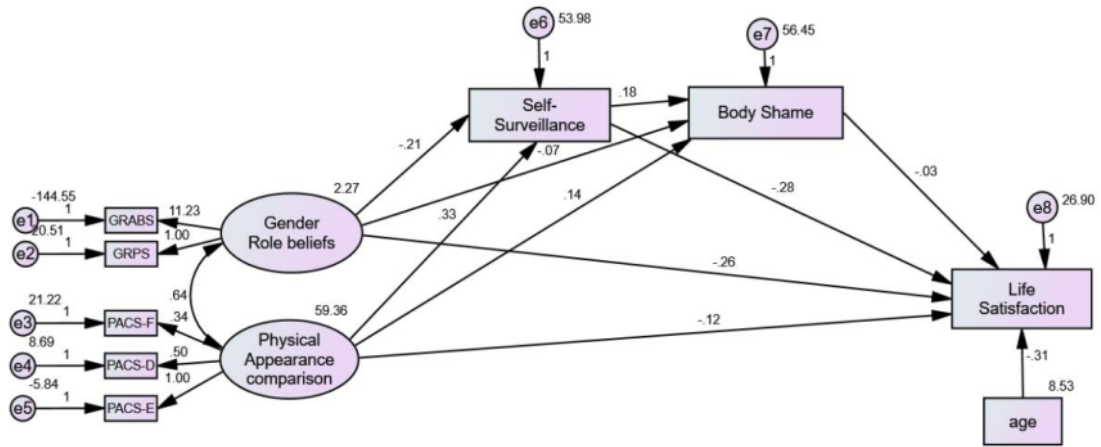 e6
53.98
1
e7
56.45
1
Self-
Surveillance
.18
Body Shame
-.07
-.21
.33
.14
-.28
-.03
2.27
Gender
Role beliefs
-144.55
e1
1
GRABS
11.23
20.51
e2
1
GRPS
1.00
.64
-.26
e8
26.90
1
Life
Satisfaction
21.22
e3
1
PACS-F
.34
8.69
e4
1
PACS-D
.50
-5.84
e5
1
PACS-E
1.00
59.36
Physical
Appearance
comparison
-.12
-.31
8.53
age